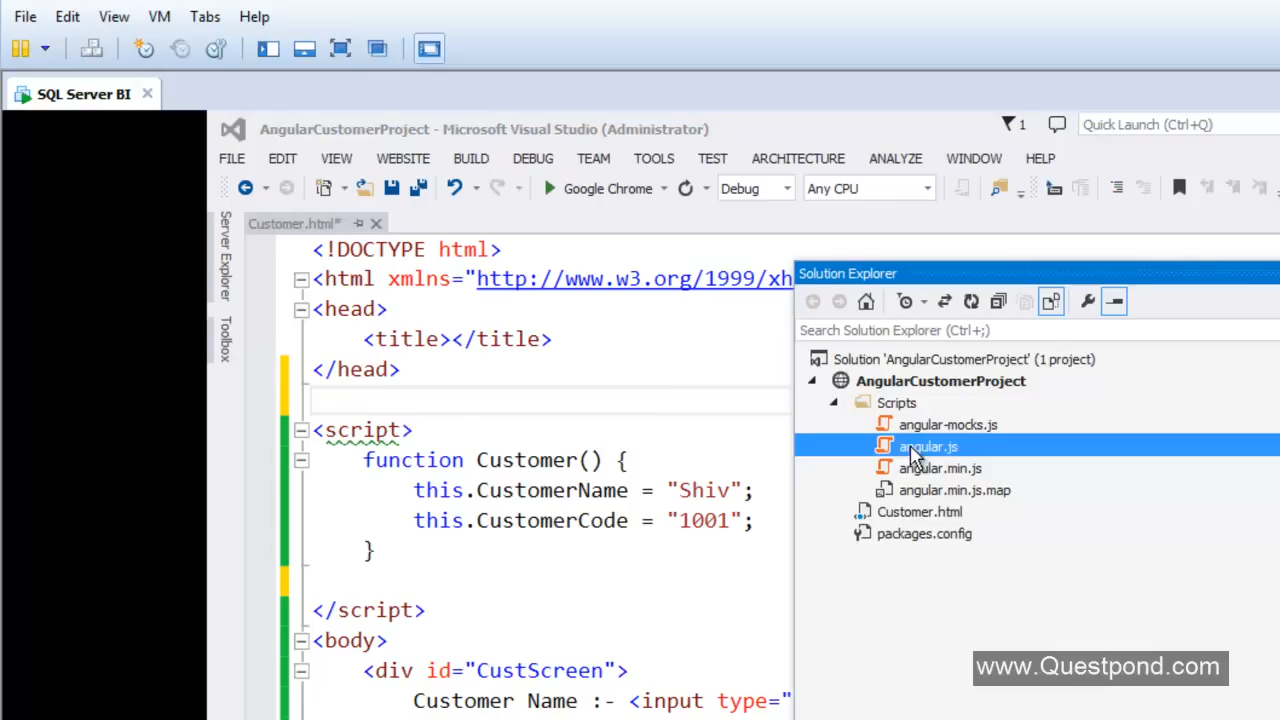 File Edit View VM Tabs Help
SQL Server BI
AngularCustomerProject - Microsoft Visual Studio (Administrator)
1
Quick Launch (Ctrl+Q)
FILE EDIT VIEW WEBSITE BUILD DEBUG TEAM TOOLS TEST ARCHITECTURE ANALYZE WINDOW HELP
Google Chrome Debug Any CPU
Server Explorer
Toolbox
Customer.html*
<!DOCTYPE html>
<html xmlns="http://www.w3.org/1999/xh
<head>
<title></title>
</head>
<script>
function Customer() {
this.CustomerName = "Shiv";
this.CustomerCode = "1001";
}
</script>
<body>
<div id="CustScreen">
Customer Name :- <input type="
Solution Explorer
Search Solution Explorer (Ctrl+;)
Solution 'AngularCustomerProject' (1 project)
AngularCustomerProject
Scripts
angular-mocks.js
angular.js
angular.min.js
angular.min.js.map
Customer.html
packages.config
www.Questpond.com